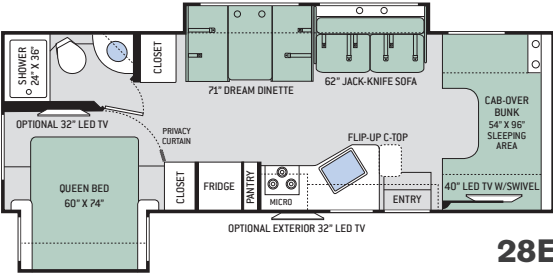 SHOWER
24" X 36"
CLOSET
71" DREAM DINETTE
62" JACK-KNIFE SOFA
CAB-OVER
BUNK
54" X 96"
SLEEPING
AREA
OPTIONAL 32" LED TV
PRIVACY
CURTAIN
FLIP-UP C-TOP
QUEEN BED
60" X 74"
CLOSET
FRIDGE
PANTRY
MICRO
ENTRY
40" LED TV W/SWIVEL
OPTIONAL EXTERIOR 32" LED TV
28E